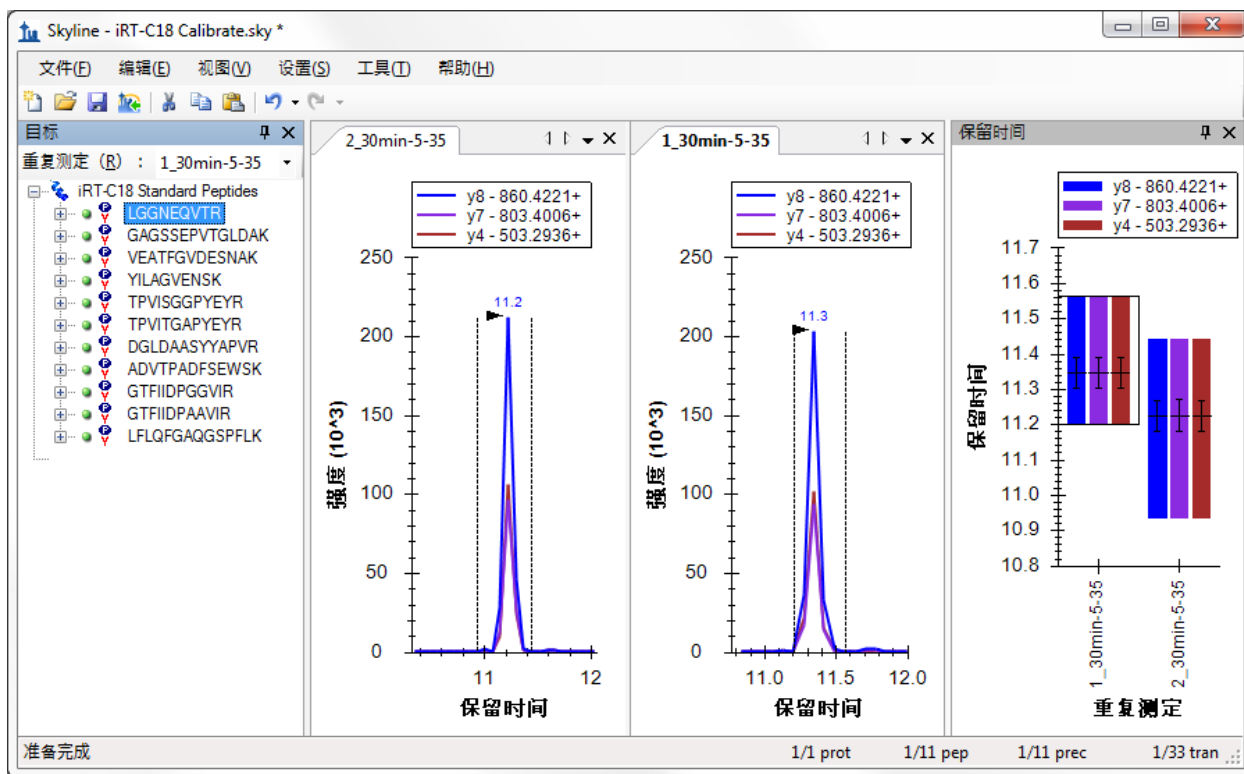 Skyline - iRT-C18 Calibrate.sky *
文件(F) 编辑(E) 视图(V) 设置(S) 工具(T) 帮助(H)
目标
重复测定 (R) : 1_30min-5-35
iRT-C18 Standard Peptides
LGGNEQVTR
GAGSSEPVTGLDAK
VEATFGVDESNAK
YILAGVENSK
TPVISGGPYEYR
TPVITGAPYEYR
DGLDAASYYAPVR
ADVTPADFSEWSK
GTFIIDPGGVIR
GTFIIDPAAVIR
LFLQFGAQGSPFLK
2_30min-5-35
y8 - 860.4221+
y7 - 803.4006+
y4 - 503.2936+
250
200
150
100
50
0
11.2
强度 (10^3)
11 12
保留时间
1_30min-5-35
y8 - 860.4221+
y7 - 803.4006+
y4 - 503.2936+
250
200
150
100
50
0
11.3
强度 (10^3)
11.0 11.5 12.0
保留时间
保留时间
y8 - 860.4221+
y7 - 803.4006+
y4 - 503.2936+
11.7
11.6
11.5
11.4
11.3
11.2
11.1
11.0
10.9
10.8
保留时间
1_30min-5-35
2_30min-5-35
重复测定
准备完成 1/1 prot 1/11 pep 1/11 prec 1/33 tran